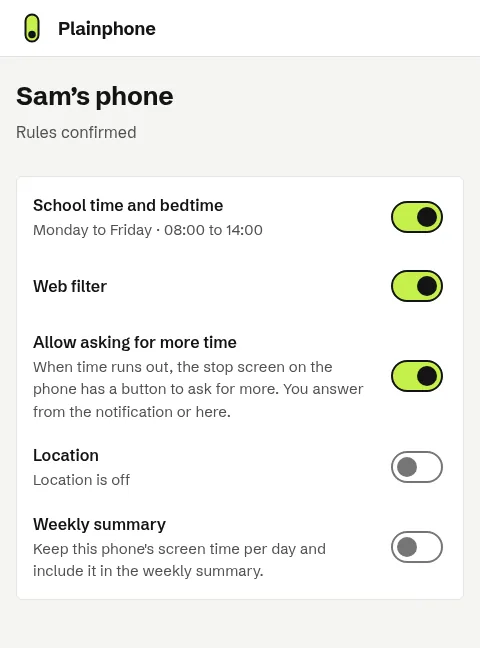 Plainphone
Sam’s phone
Rules confirmed
School time and bedtime
Monday to Friday · 08:00 to 14:00
Web filter
Allow asking for more time
When time runs out, the stop screen on the
phone has a button to ask for more. You answer
from the notification or here.
Location
Location is off
Weekly summary
Keep this phone's screen time per day and
include it in the weekly summary.